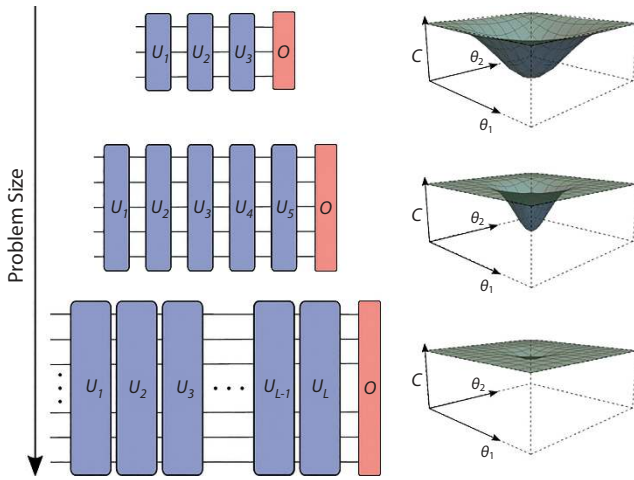 Problem Size
U1 U2 U3 O
C θ2 θ1
U1 U2 U3 U4 U5 O
C θ2 θ1
U1 U2 U3 ... UL-1 UL O
C θ2 θ1